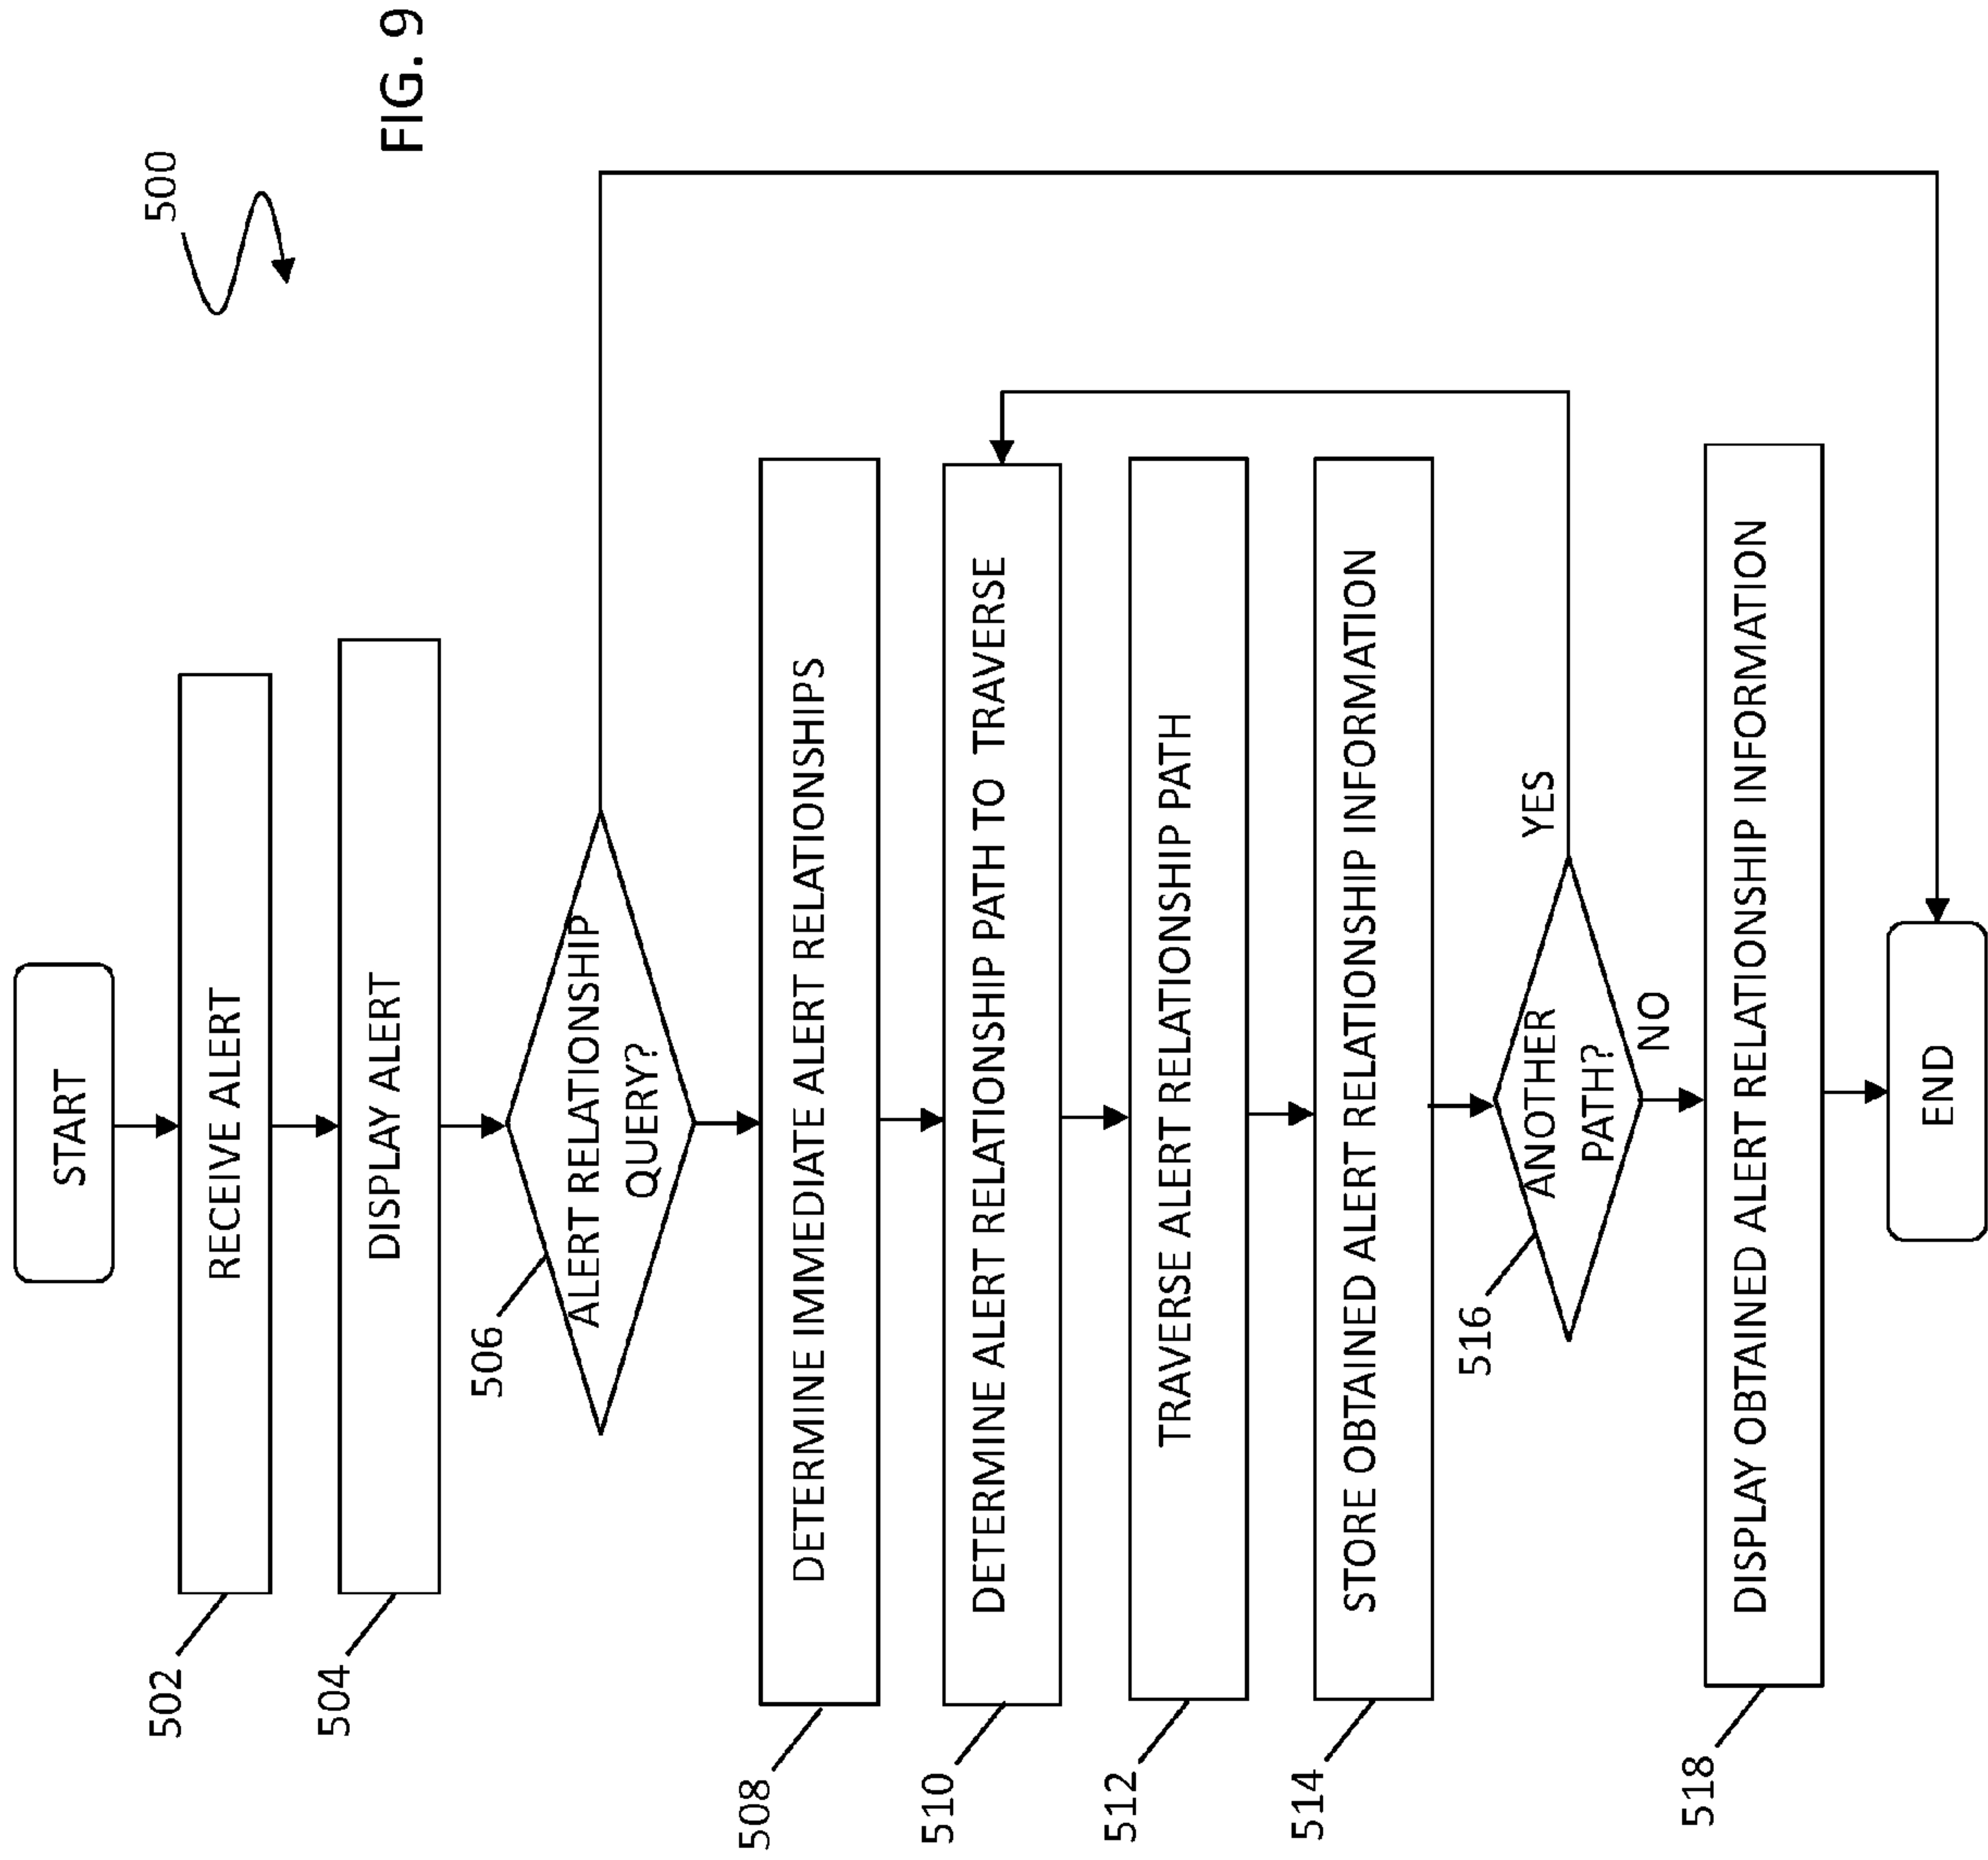 FIG. 9
500
START
502
RECEIVE ALERT
504
DISPLAY ALERT
506
ALERT RELATIONSHIP
QUERY?
508
DETERMINE IMMEDIATE ALERT RELATIONSHIPS
510
DETERMINE ALERT RELATIONSHIP PATH TO TRAVERSE
512
TRAVERSE ALERT RELATIONSHIP PATH
514
STORE OBTAINED ALERT RELATIONSHIP INFORMATION
516
ANOTHER
PATH?
YES
NO
518
DISPLAY OBTAINED ALERT RELATIONSHIP INFORMATION
END